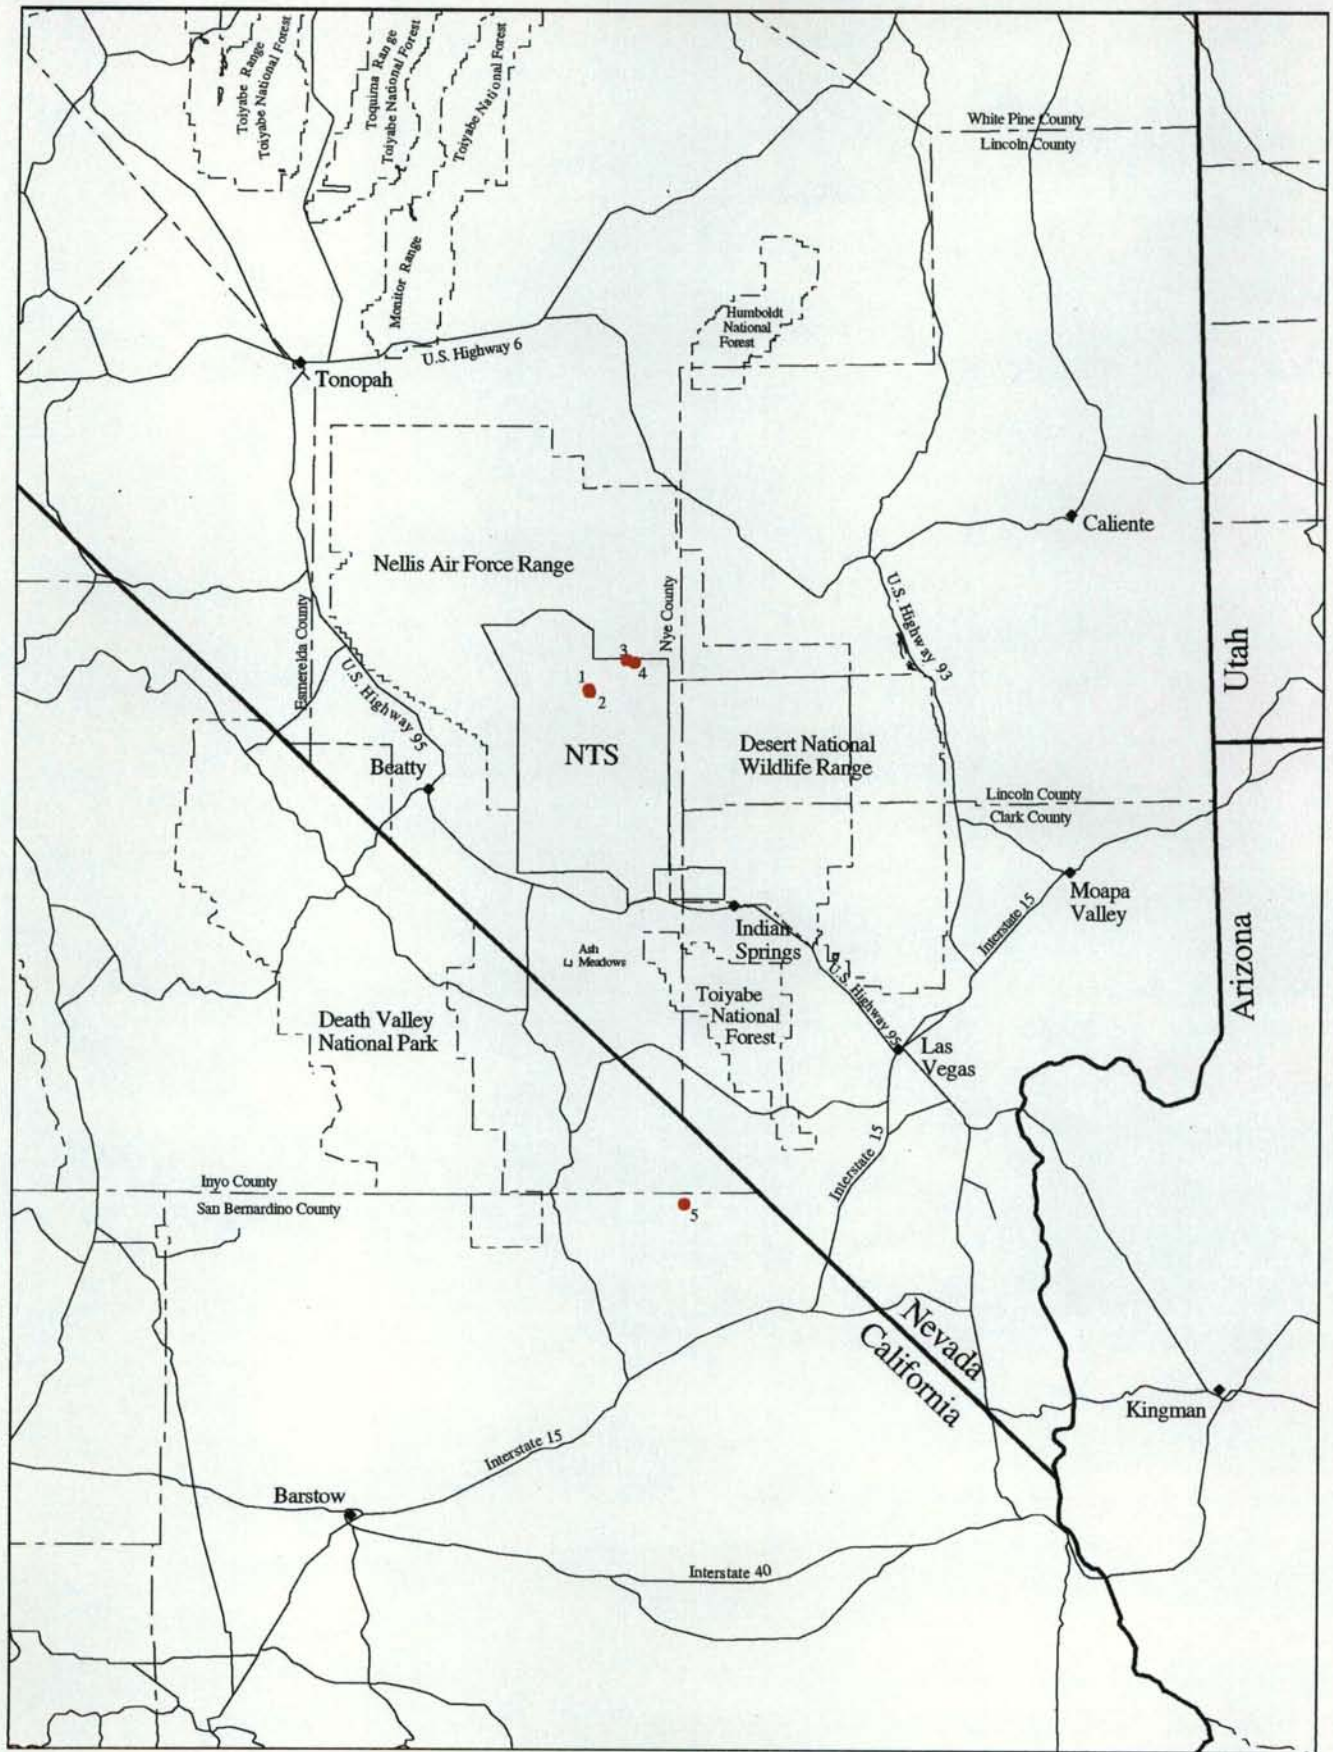 Toiyabe Range
Toiyabe National Forest
Toquima Range
Toiyabe National Forest
Toiyabe National Forest
White Pine County
Lincoln County
Monitor Range
Humboldt
National
Forest
U.S. Highway 6
Tonopah
Caliente
Nellis Air Force Range
Nye County
Esmerelda County
U.S. Highway 93
Utah
3
4
1
2
U.S. Highway 95
NTS
Desert National
Wildlife Range
Beatty
Lincoln County
Clark County
Moapa
Valley
Interstate 15
Indian
Springs
Ash
Meadows
U.S. Highway 95
Arizona
Toiyabe
National
Forest
Death Valley
National Park
Las
Vegas
Interstate 15
Inyo County
San Bernardino County
5
Nevada
California
Kingman
Interstate 15
Barstow
Interstate 40